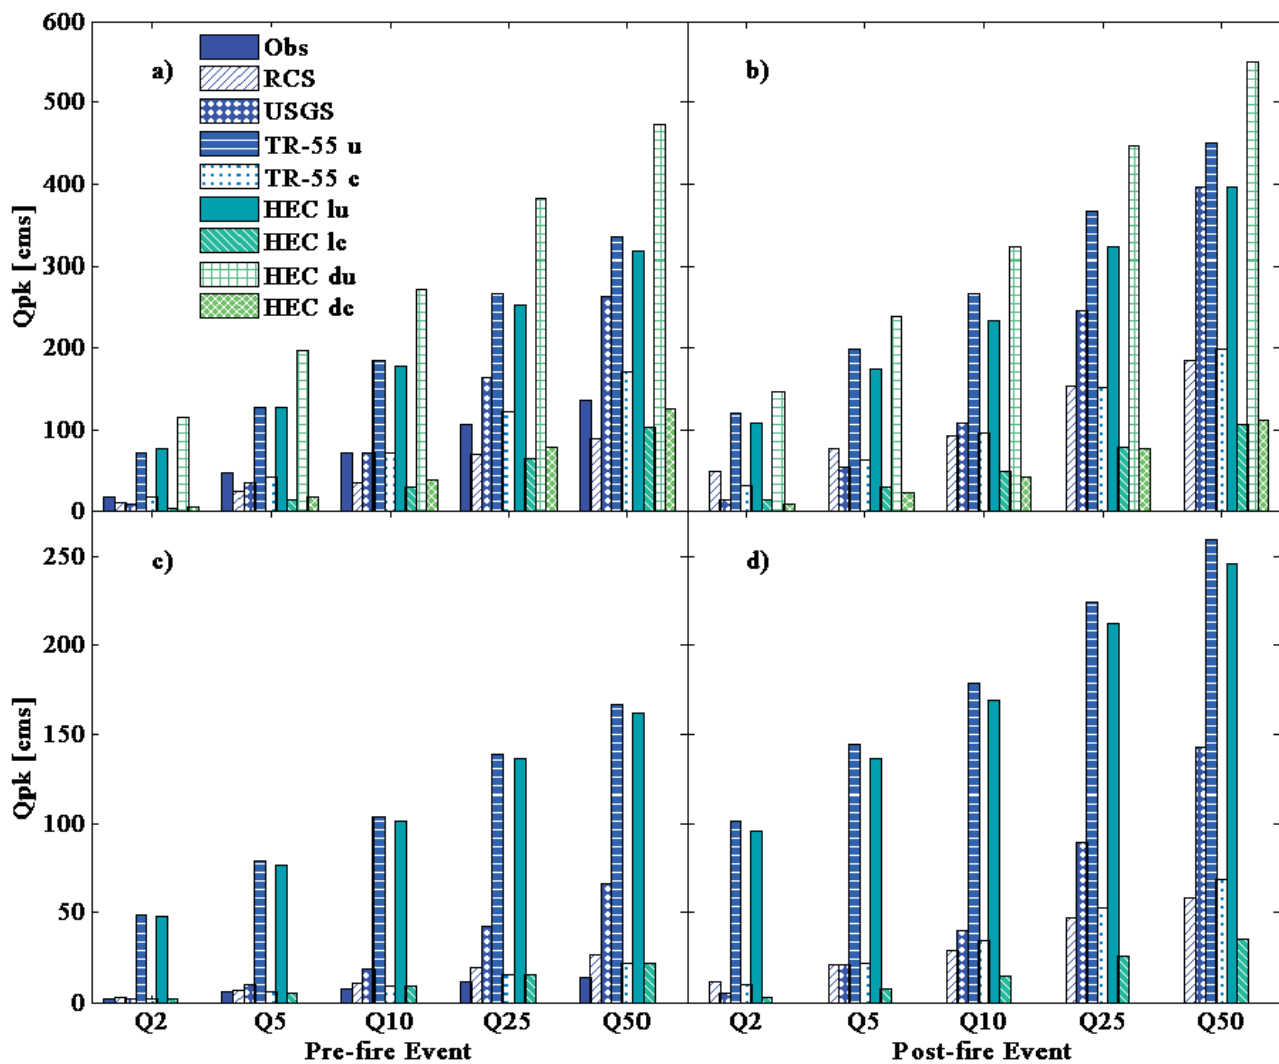 600
500
400
300
200
100
0
Qpk [cms]
a)
Obs
RCS
USGS
TR-55 u
TR-55 c
HEC lu
HEC lc
HEC du
HEC dc
b)
250
200
150
100
50
0
Qpk [cms]
c)
d)
Q2 Q5 Q10 Q25 Q50
Q2 Q5 Q10 Q25 Q50
Pre-fire Event
Post-fire Event